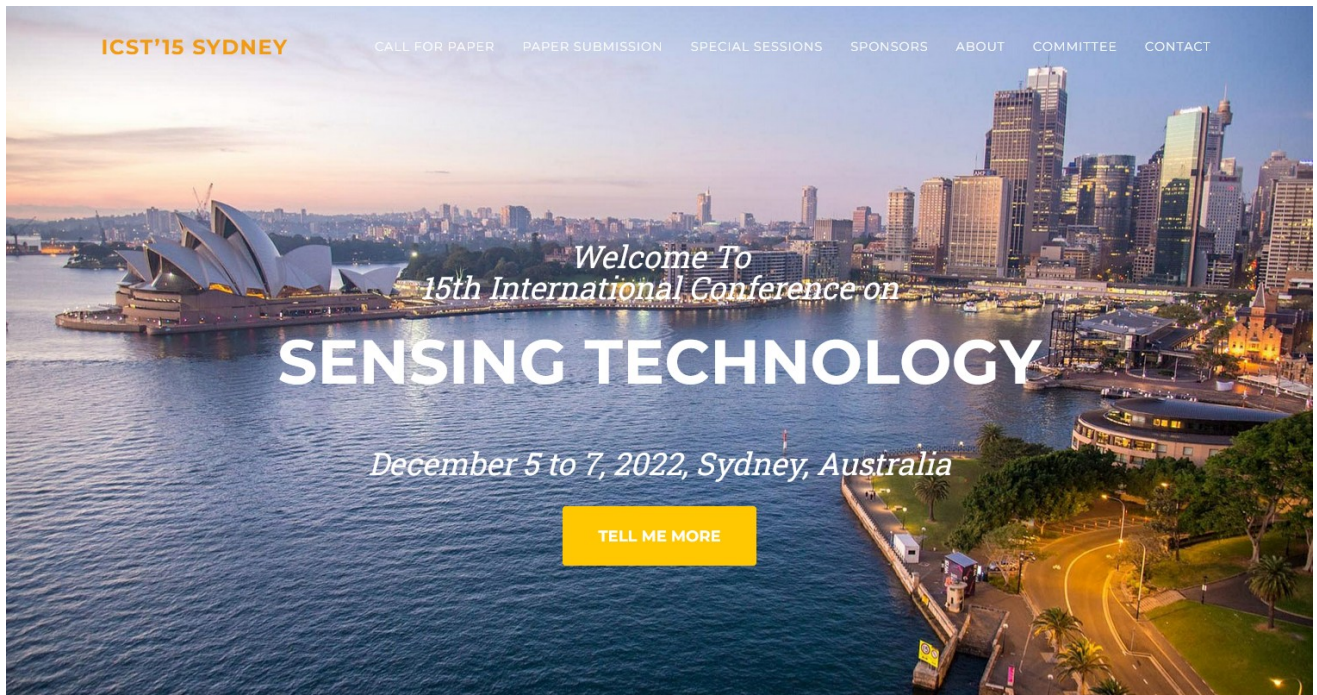 ICST’15 SYDNEY
CALL FOR PAPER PAPER SUBMISSION SPECIAL SESSIONS SPONSORS ABOUT COMMITTEE CONTACT
AMP
Welcome To
15th International Conference on
SENSING TECHNOLOGY
December 5 to 7, 2022, Sydney, Australia
TELL ME MORE